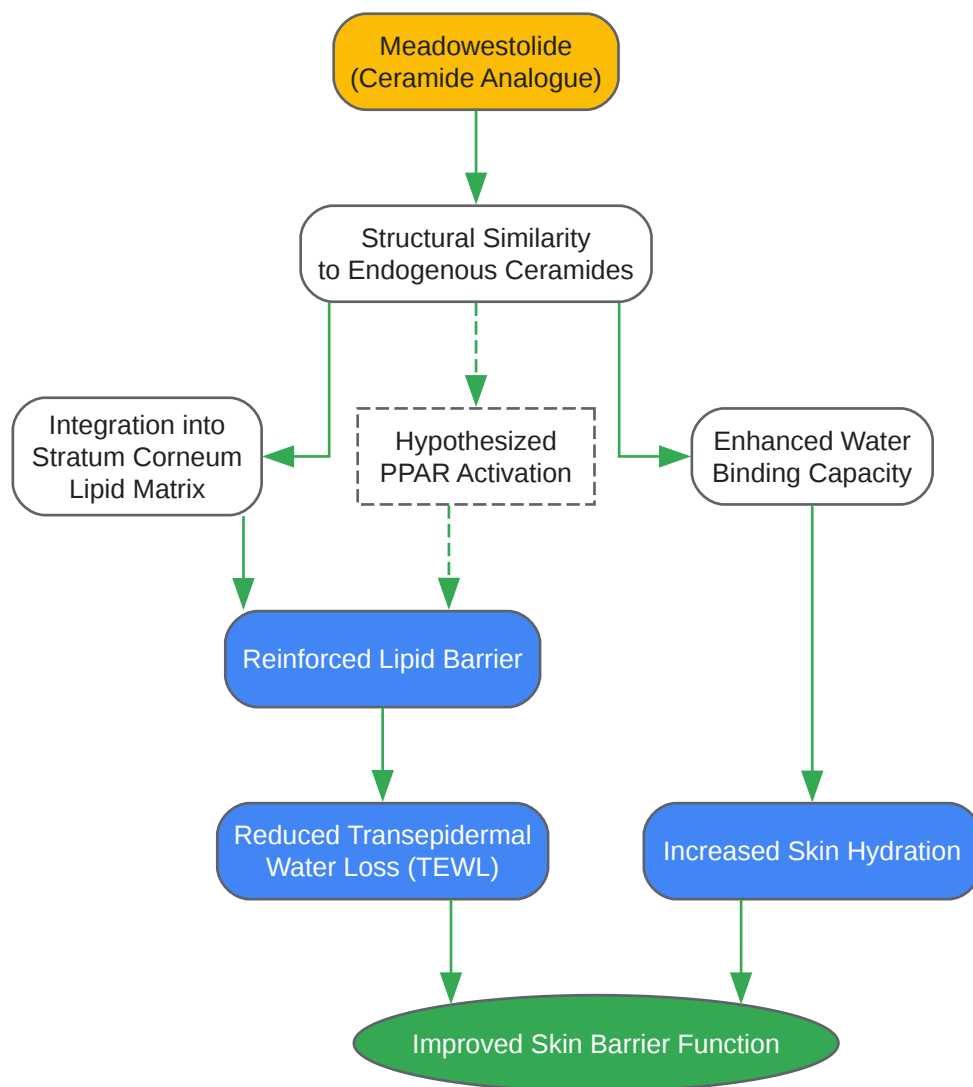 Meadowestolide
(Ceramide Analogue)
Structural Similarity
to Endogenous Ceramides
Integration into
Stratum Corneum
Lipid Matrix
Hypothesized
PPAR Activation
Enhanced Water
Binding Capacity
Reinforced Lipid Barrier
Reduced Transepidermal
Water Loss (TEWL)
Increased Skin Hydration
Improved Skin Barrier Function